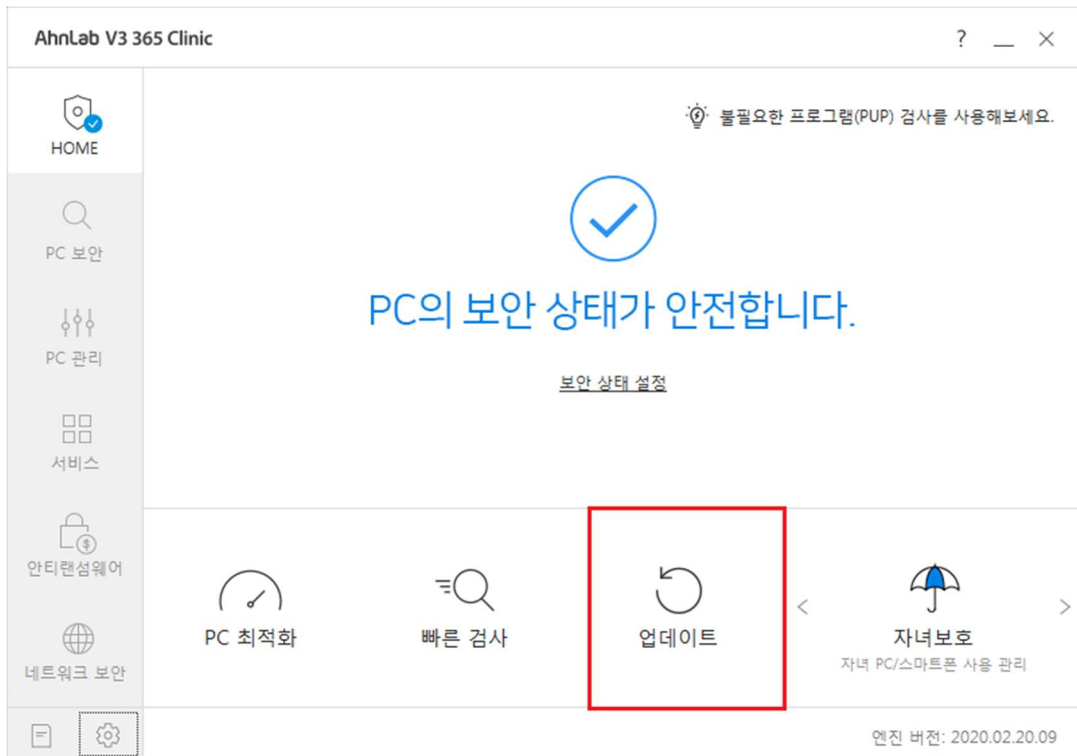 AhnLab V3 365 Clinic
?
HOME
PC 보안
PC 관리
서비스
안티랜섬웨어
네트워크 보안
불필요한 프로그램(PUP) 검사를 사용해보세요.
PC의 보안 상태가 안전합니다.
보안 상태 설정
PC 최적화
빠른 검사
업데이트
자녀보호
자녀 PC/스마트폰 사용 관리
엔진 버전: 2020.02.20.09